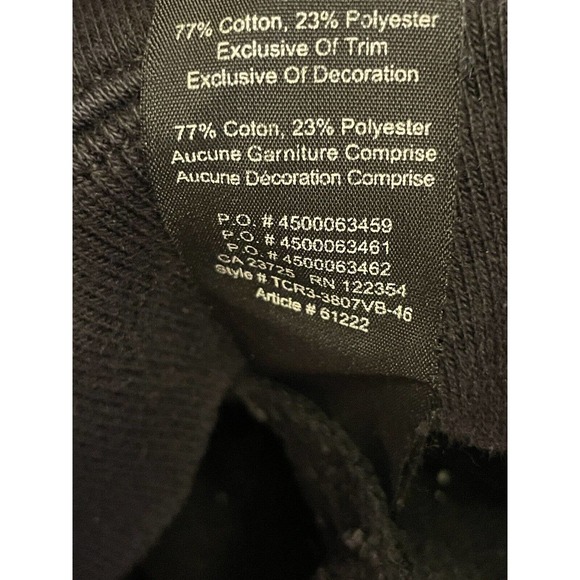 77% Cotton, 23% Polyester
Exclusive Of Trim
Exclusive Of Decoration
77% Coton, 23% Polyester
Aucune Garniture Comprise
Aucune Décoration Comprise
P.O. # 4500063459
P.O. # 4500063461
P.O. # 4500063462
CA 23725 RN 122354
Style # TCR3-3807VB-46
Article # 61222